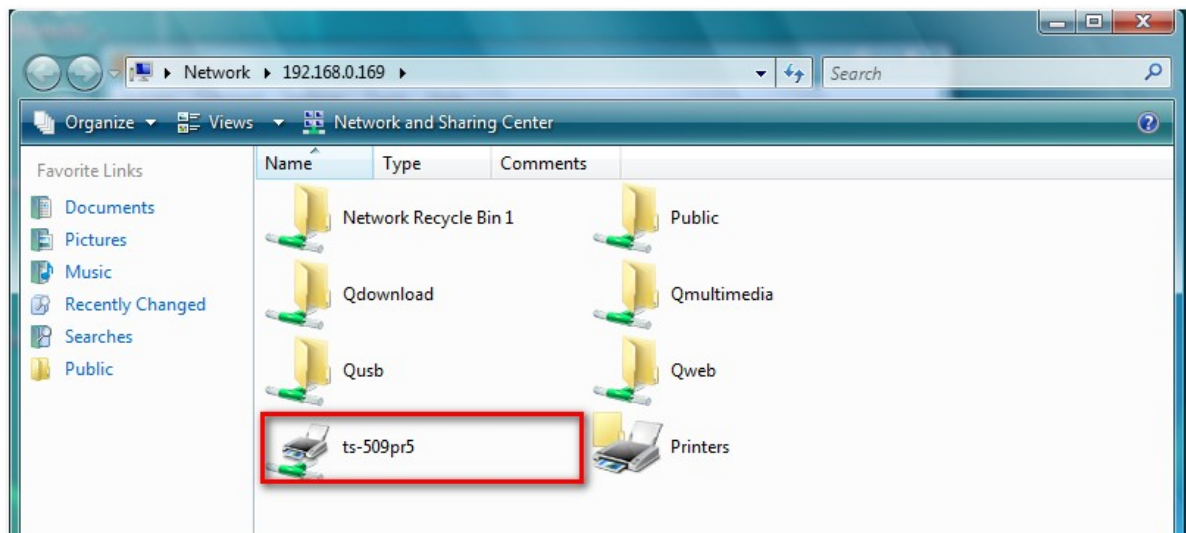 Network 192.168.0.169
Search
Organize Views Network and Sharing Center
Favorite Links
Documents
Pictures
Music
Recently Changed
Searches
Public
Name Type Comments
Network Recycle Bin 1 Public
Qdownload Qmultimedia
Qusb Qweb
ts-509pr5 Printers